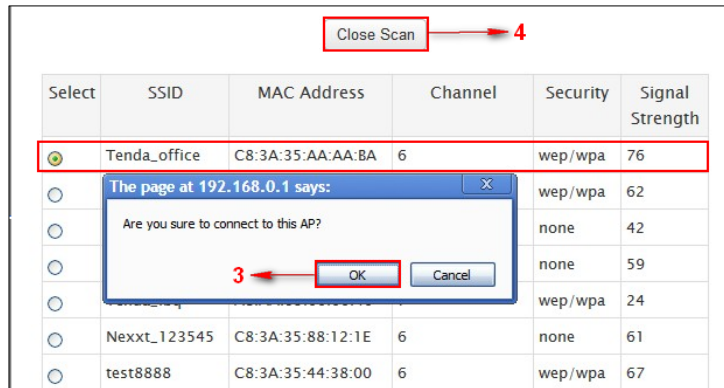 Close Scan 4
Select SSID MAC Address Channel Security Signal Strength
Tenda_office C8:3A:35:AA:AA:BA 6 wep/wpa 76
The page at 192.168.0.1 says: X
wep/wpa 62
Are you sure to connect to this AP?
none 42
3 OK Cancel
none 59
wep/wpa 24
Nexxt_123545 C8:3A:35:88:12:1E 6 none 61
test8888 C8:3A:35:44:38:00 6 wep/wpa 67